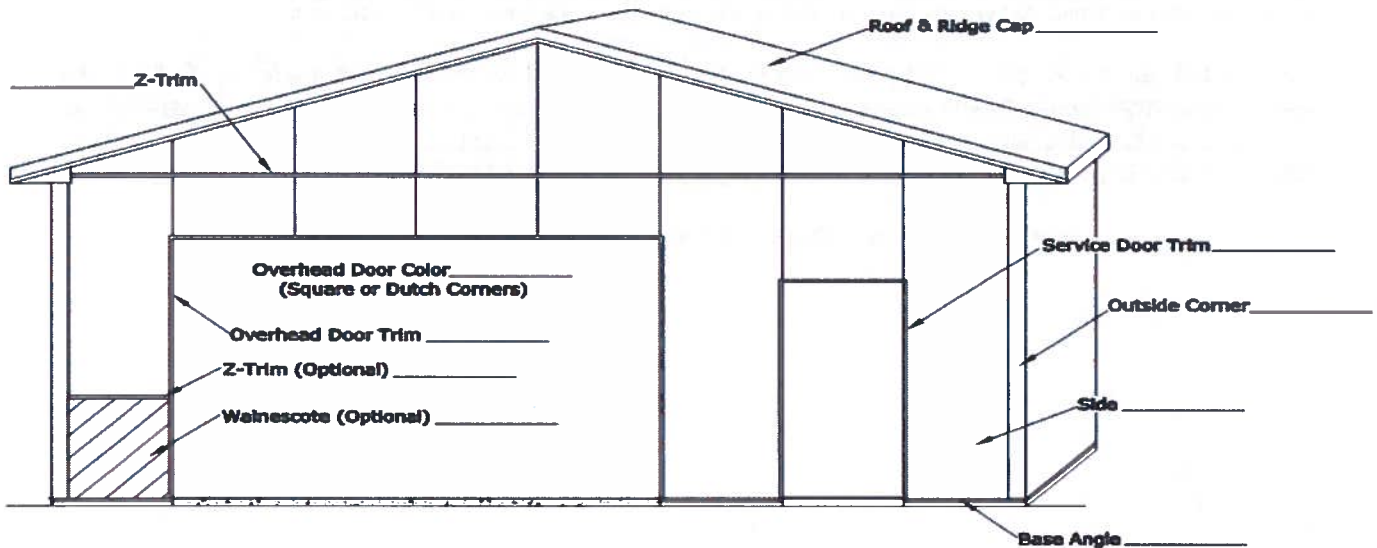 Roof & Ridge Cap
Z-Trim
Service Door Trim
Overhead Door Color
(Square or Dutch Corners)
Outside Corner
Overhead Door Trim
Z-Trim (Optional)
Side
Wainescote (Optional)
Base Angle